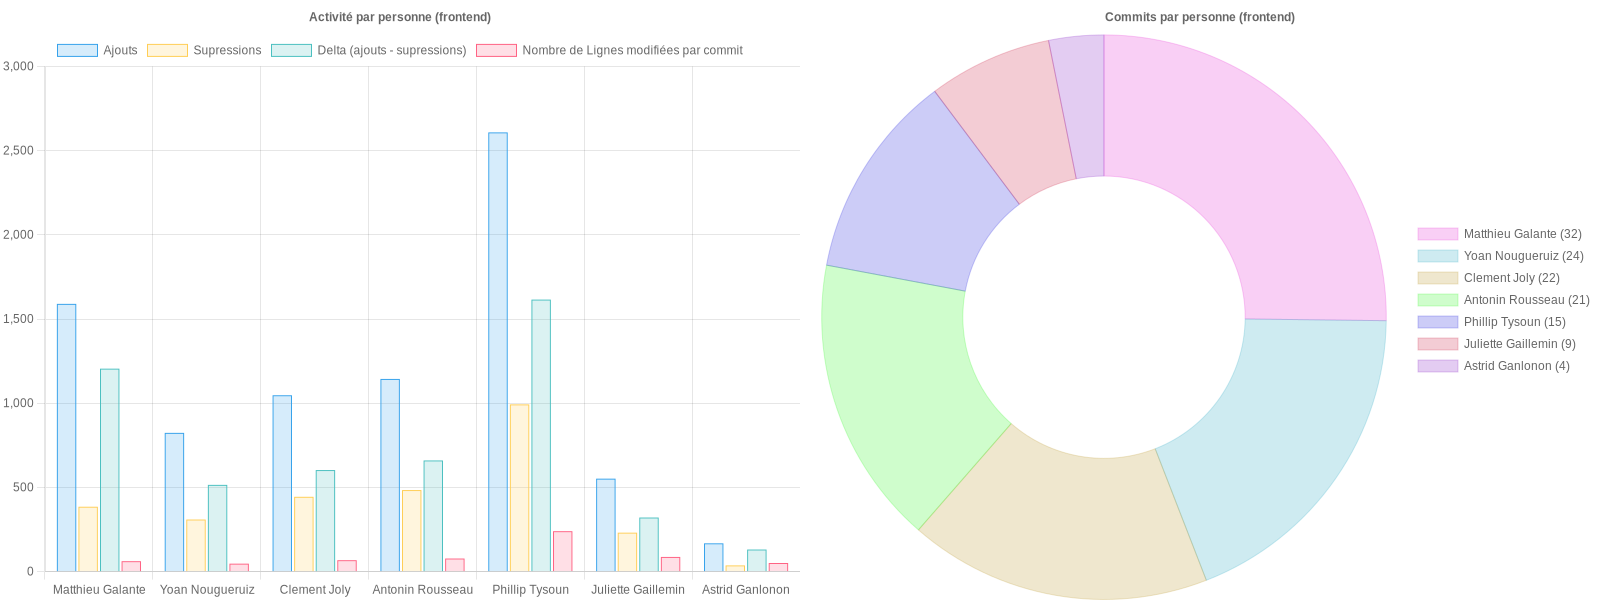 Activité par personne (frontend)
Ajouts
Supressions
Delta (ajouts - supressions)
Nombre de Lignes modifiées par commit
3,000
2,500
2,000
1,500
1,000
500
0
Matthieu Galante
Yoan Nougueruiz
Clement Joly
Antonin Rousseau
Phillip Tysoun
Juliette Gaillemin
Astrid Ganlonon
Commits par personne (frontend)
Matthieu Galante (32)
Yoan Nougueruiz (24)
Clement Joly (22)
Antonin Rousseau (21)
Phillip Tysoun (15)
Juliette Gaillemin (9)
Astrid Ganlonon (4)